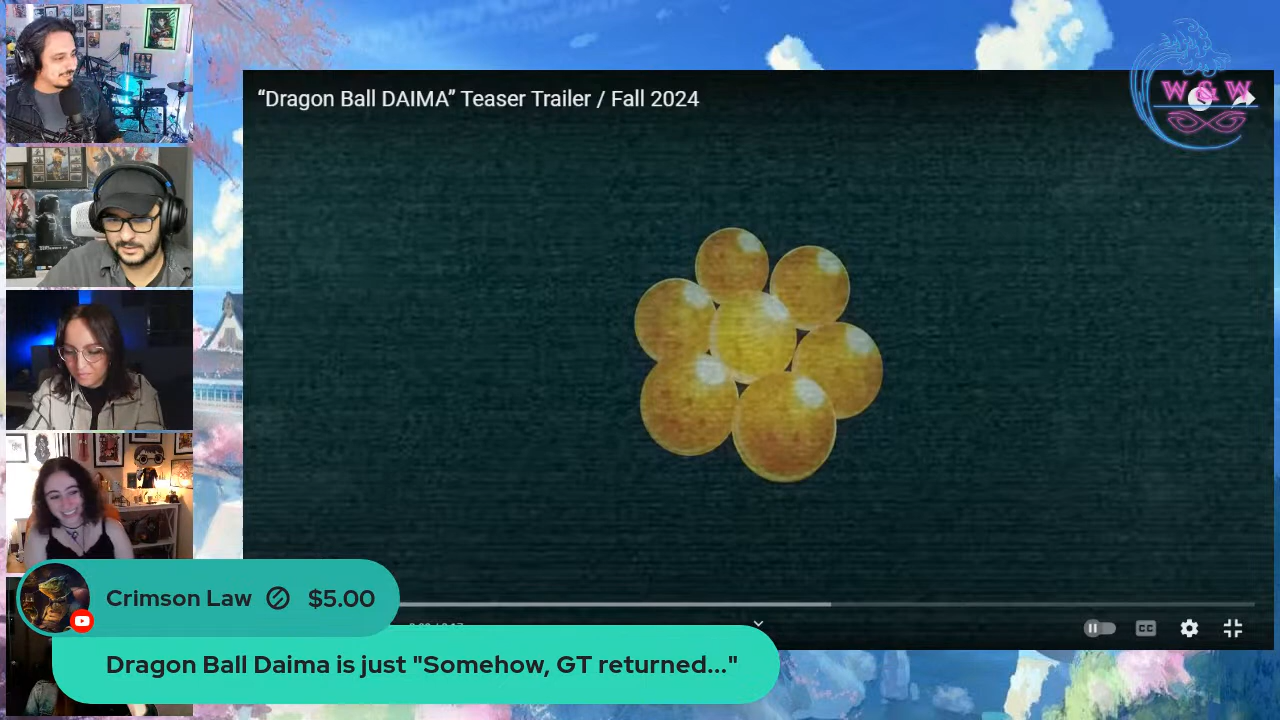 “Dragon Ball DAIMA” Teaser Trailer / Fall 2024
W&W
CC
Crimson Law $5.00
Dragon Ball Daima is just "Somehow, GT returned..."